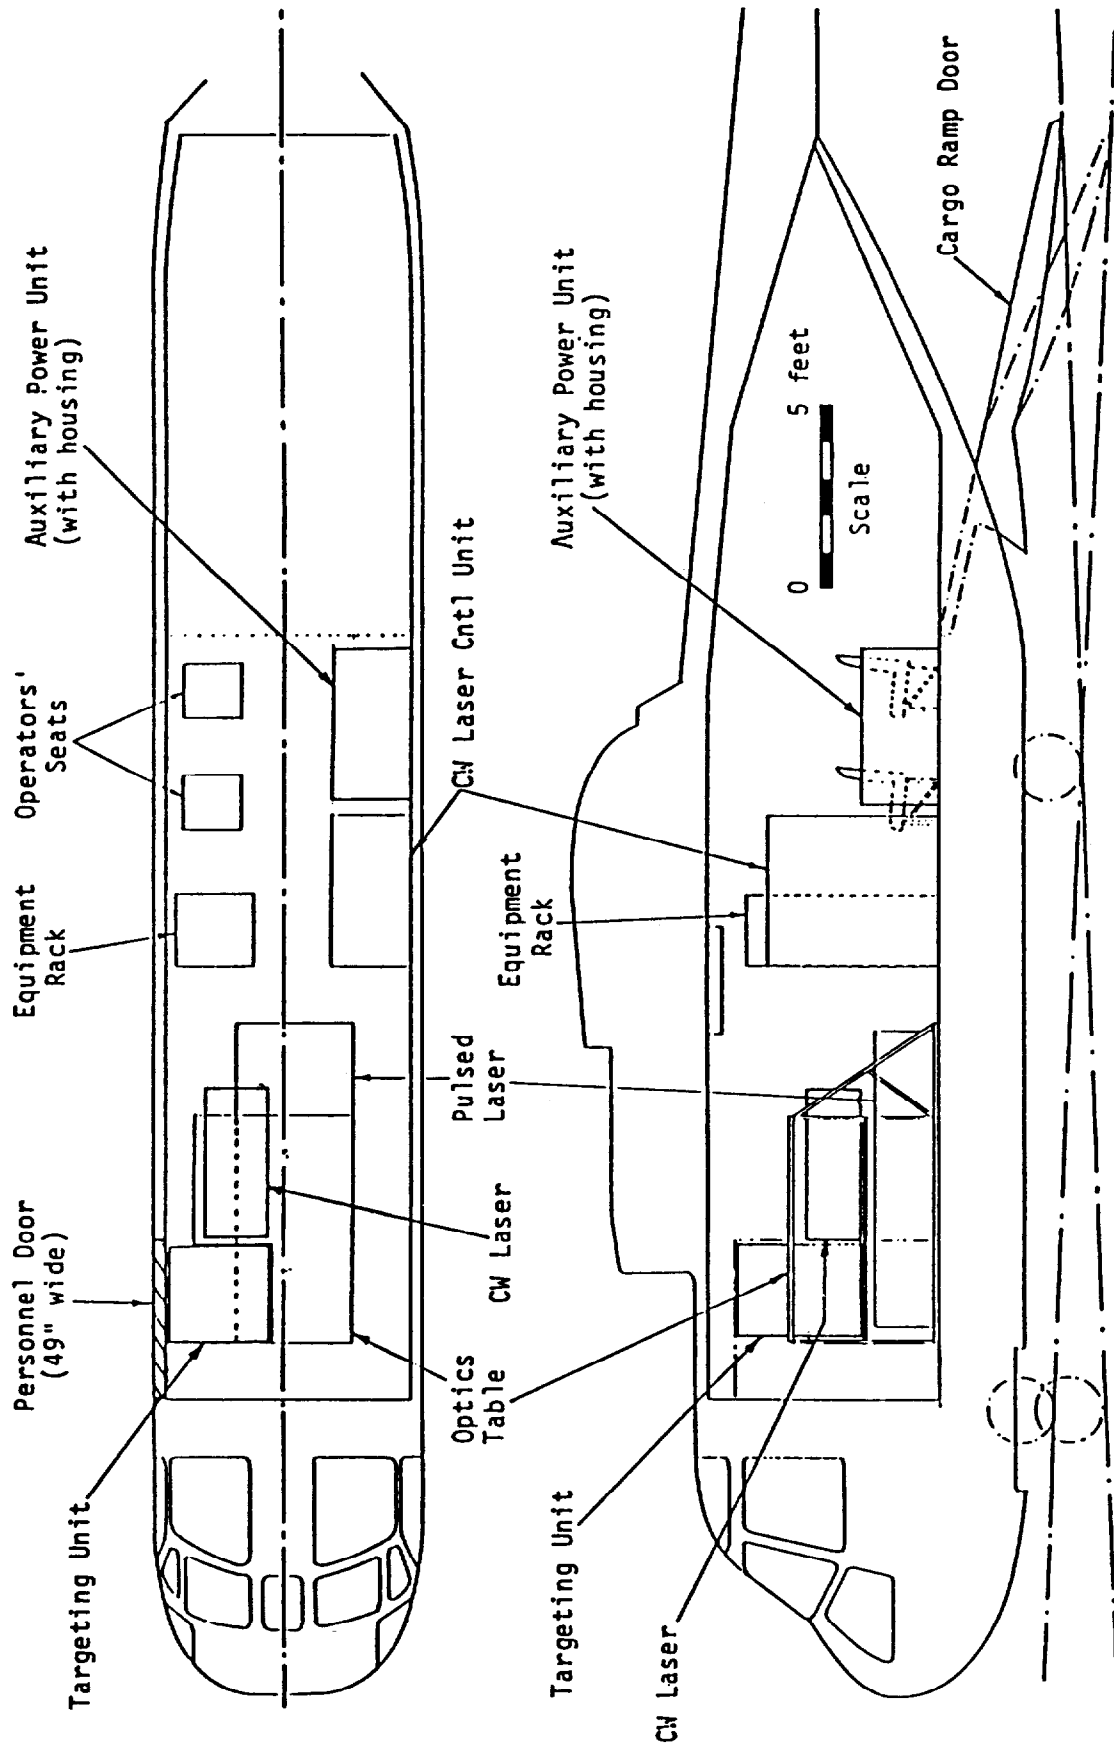 Targeting Unit
Personnel Door
(49" wide)
Equipment
Rack
Operators'
Seats
Auxiliary Power Unit
(with housing)
Optics
Table
CW Laser
Pulsed
Laser
CW Laser Cntl Unit
Targeting Unit
CW Laser
Equipment
Rack
Auxiliary Power Unit
(with housing)
0 5 feet
Scale
Cargo Ramp Door